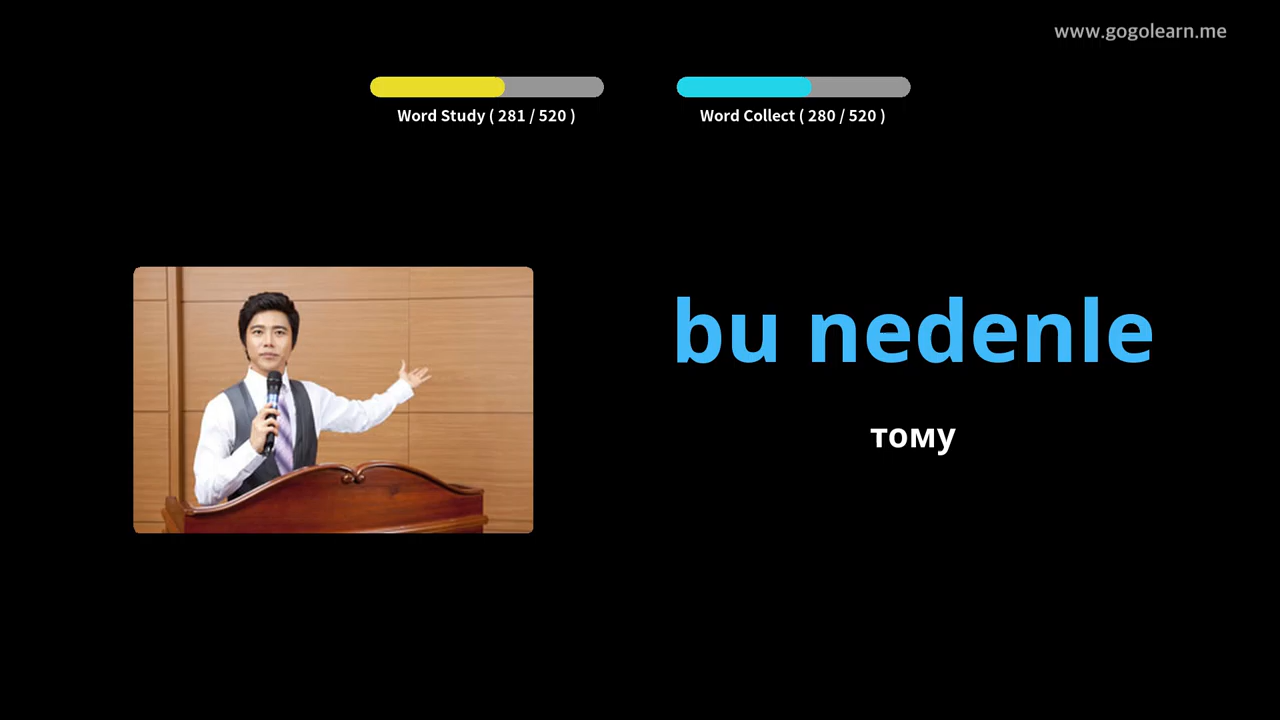 www.gogolearn.me
Word Study ( 281 / 520 )
Word Collect ( 280 / 520 )
bu nedenle
тому